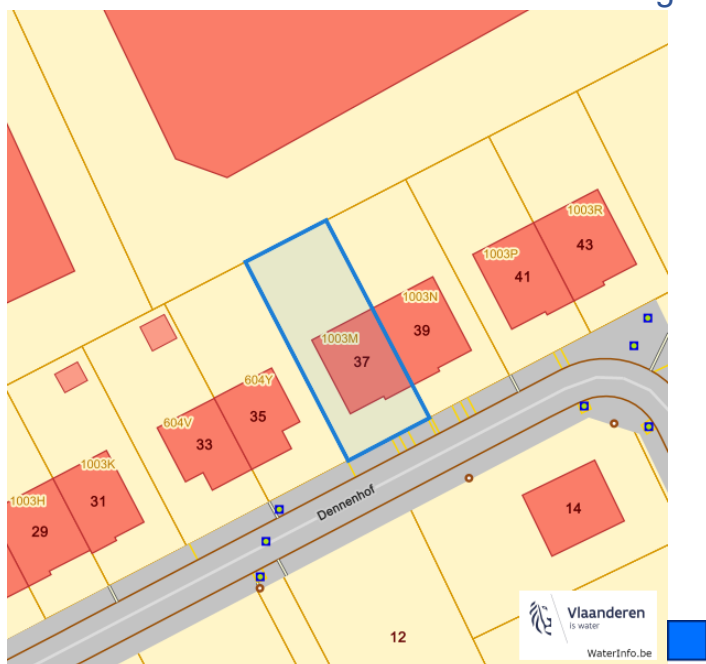 1003R
43
1003P
41
1003N
39
1003M
37
604Y
35
604V
33
1003K
31
1003H
29
Dennenhof
14
12
Vlaanderen
is water
WaterInfo.be